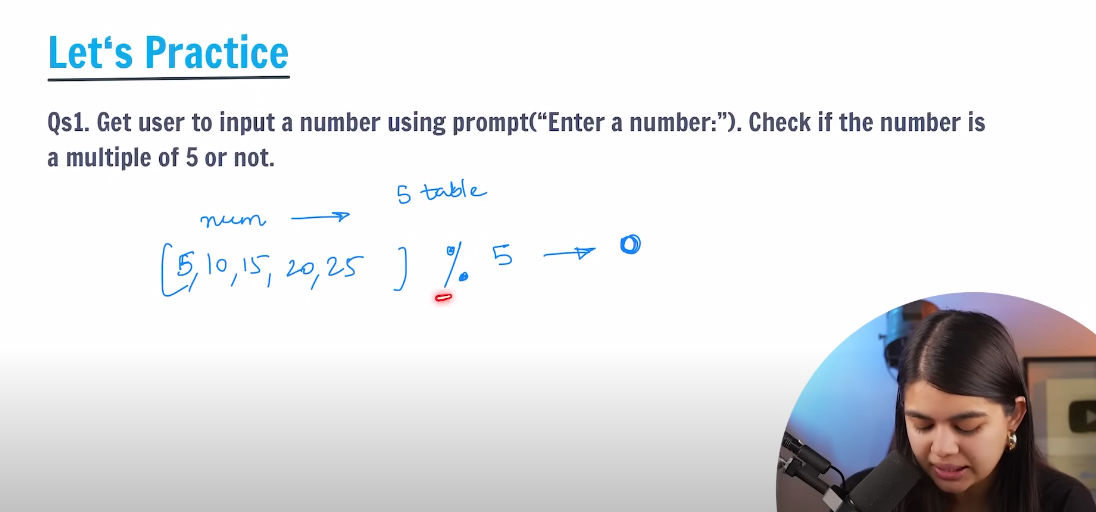 Let‘s Practice
Qs1. Get user to input a number using prompt(“Enter a number:”). Check if the number is
a multiple of 5 or not.
5 table
num →
[5, 10, 15, 20, 25 ] % 5 → 0